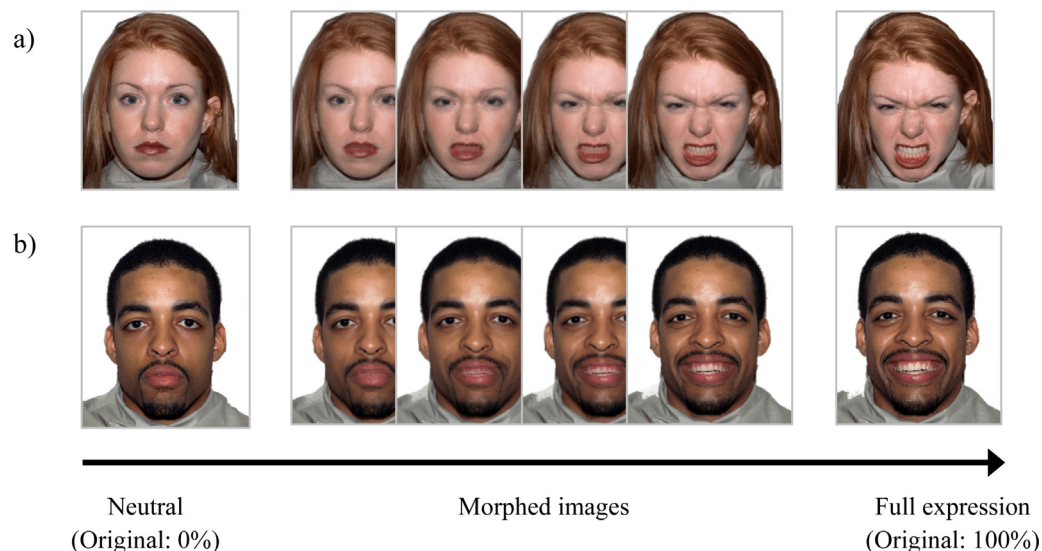 a)
b)
Neutral
(Original: 0%)
Morphed images
Full expression
(Original: 100%)